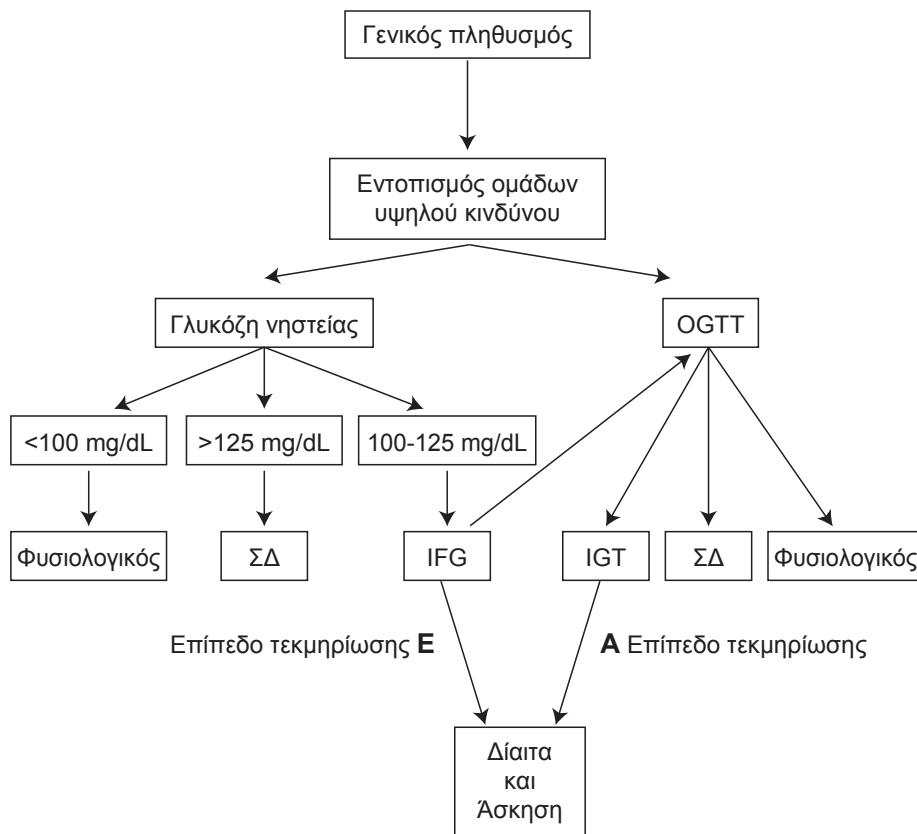 Γενικός πληθυσμός
Εντοπισμός ομάδων
υψηλού κινδύνου
Γλυκόζη νηστείας
OGTT
<100 mg/dL
>125 mg/dL
100-125 mg/dL
Φυσιολογικός
ΣΔ
IFG
IGT
ΣΔ
Φυσιολογικός
Επίπεδο τεκμηρίωσης Ε
Α Επίπεδο τεκμηρίωσης
Δίαιτα
και
Άσκηση